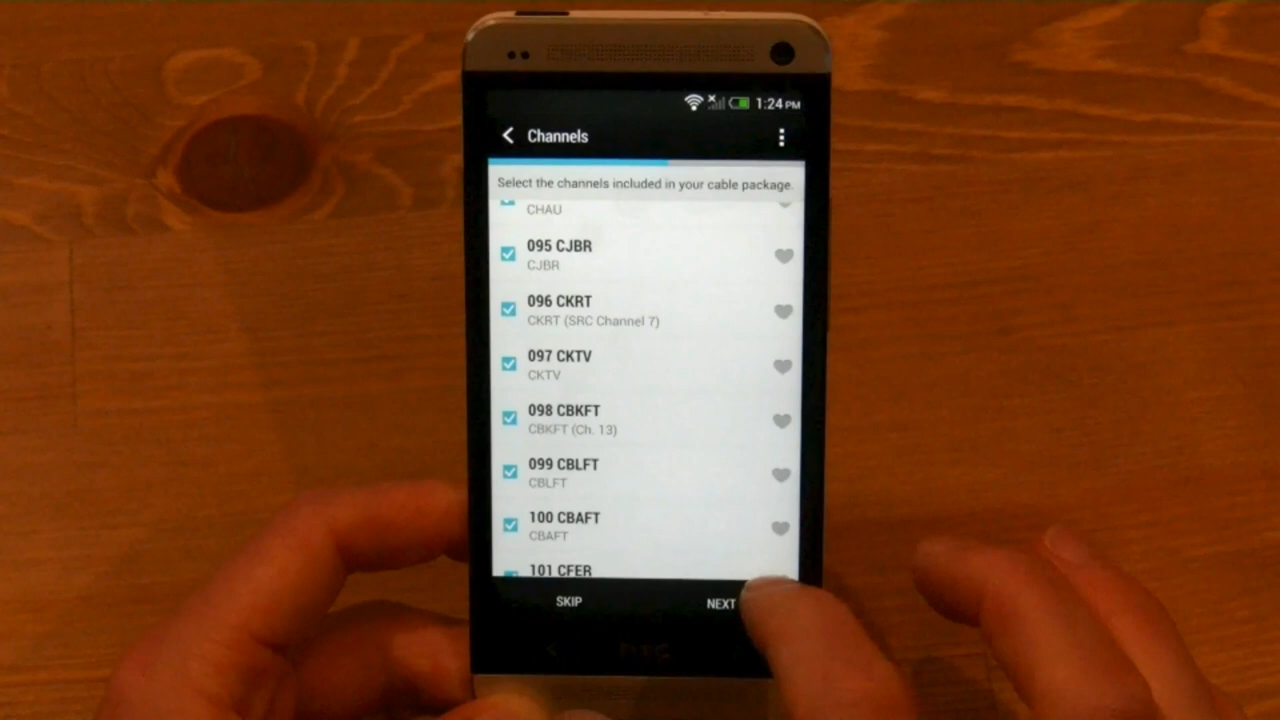 1:24 PM
Channels
Select the channels included in your cable package.
CHAU
095 CJBR
CJBR
096 CKRT
CKRT (SRC Channel 7)
097 CKTV
CKTV
098 CBKFT
CBKFT (Ch. 13)
099 CBLFT
CBLFT
100 CBAFT
CBAFT
101 CFER
SKIP
NEXT
hTC